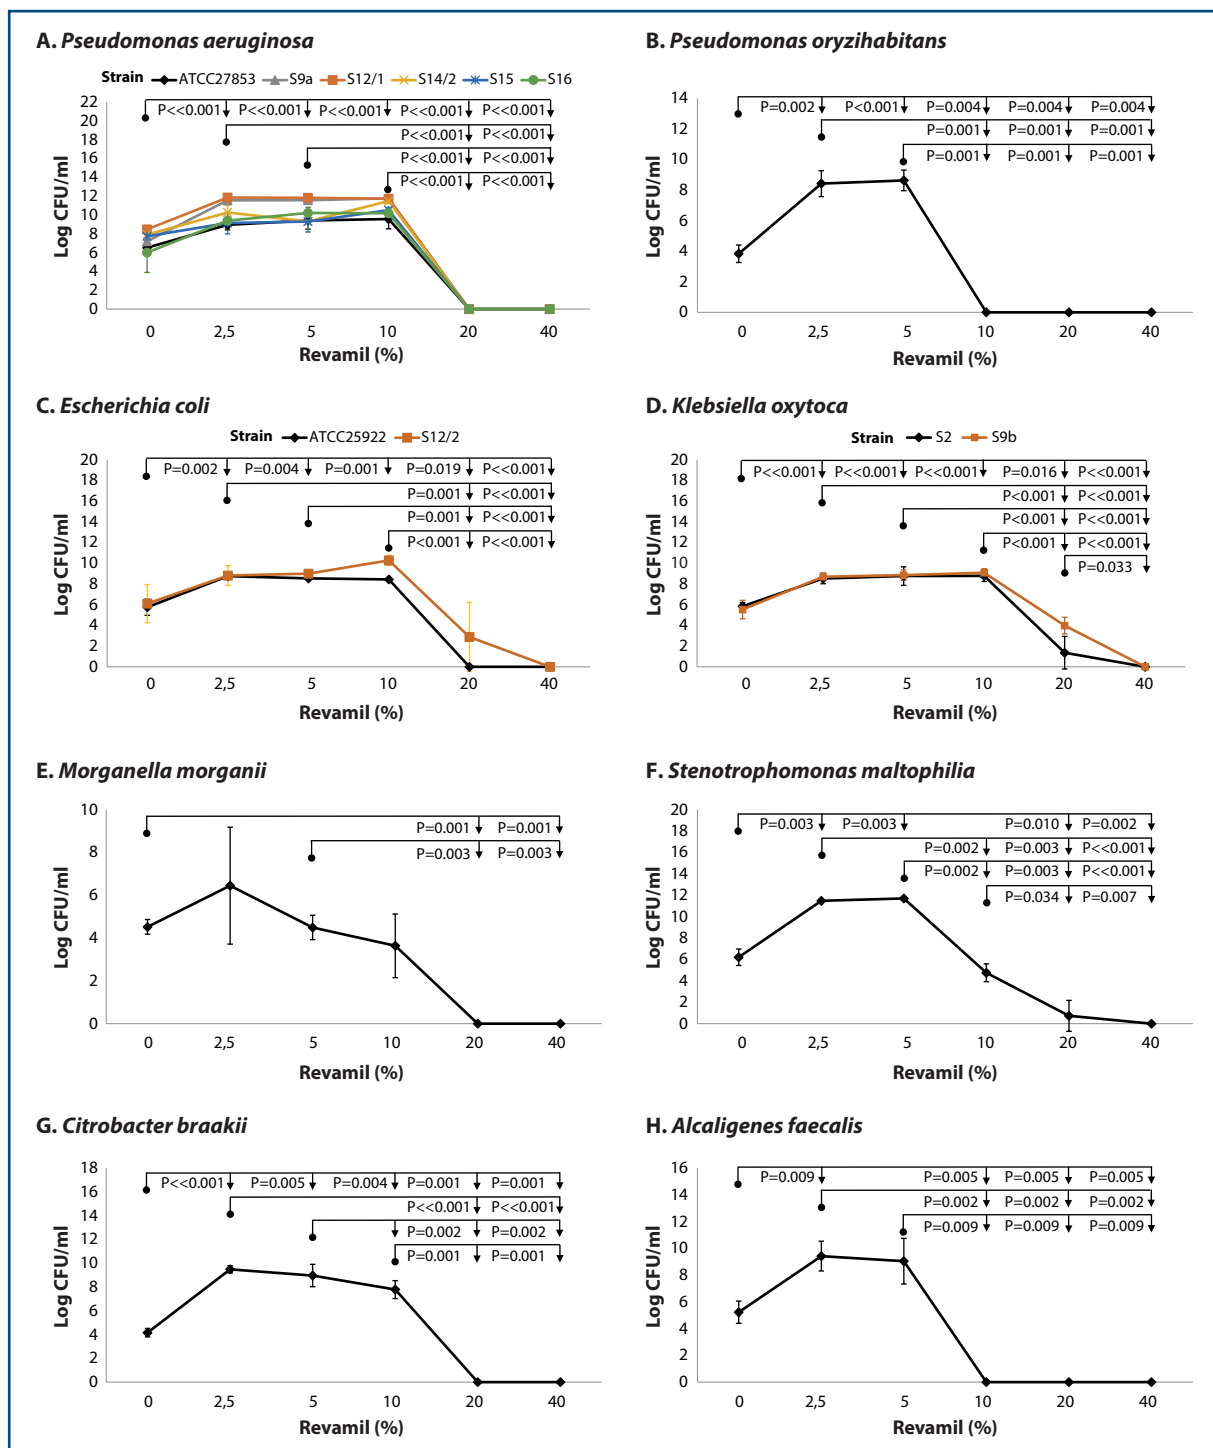 A. Pseudomonas aeruginosa
Strain ATCC27853 S9a S12/1 S14/2 S15 S16
22
20
18
16
14
12
10
8
6
4
2
0
Log CFU/ml
P<<0.001 P<<0.001 P<<0.001 P<<0.001 P<<0.001
P<<0.001 P<<0.001
P<<0.001 P<<0.001
P<<0.001 P<<0.001
0 2,5 5 10 20 40
Revamil (%)
B. Pseudomonas oryzihabitans
14
12
10
8
6
4
2
0
Log CFU/ml
P=0.002 P<0.001 P=0.004 P=0.004 P=0.004
P=0.001 P=0.001 P=0.001
P=0.001 P=0.001 P=0.001
0 2,5 5 10 20 40
Revamil (%)
C. Escherichia coli
Strain ATCC25922 S12/2
20
18
16
14
12
10
8
6
4
2
0
Log CFU/ml
P=0.002 P=0.004 P=0.001 P=0.019 P<<0.001
P=0.001 P<<0.001
P=0.001 P<<0.001
P<0.001 P<<0.001
0 2,5 5 10 20 40
Revamil (%)
D. Klebsiella oxytoca
Strain S2 S9b
20
18
16
14
12
10
8
6
4
2
0
Log CFU/ml
P<<0.001 P<<0.001 P<<0.001 P=0.016 P<<0.001
P<0.001 P<<0.001
P<0.001 P<<0.001
P<0.001 P<<0.001
P=0.033
0 2,5 5 10 20 40
Revamil (%)
E. Morganella morganii
10
8
6
4
2
0
Log CFU/ml
P=0.001 P=0.001
P=0.003 P=0.003
0 2,5 5 10 20 40
Revamil (%)
F. Stenotrophomonas maltophilia
20
18
16
14
12
10
8
6
4
2
0
Log CFU/ml
P=0.003 P=0.003 P=0.010 P=0.002
P=0.002 P=0.003 P<<0.001
P=0.002 P=0.003 P<<0.001
P=0.034 P=0.007
0 2,5 5 10 20 40
Revamil (%)
G. Citrobacter braakii
18
16
14
12
10
8
6
4
2
0
Log CFU/ml
P<<0.001 P=0.005 P=0.004 P=0.001 P=0.001
P<<0.001 P<<0.001
P=0.002 P=0.002
P=0.001 P=0.001
0 2,5 5 10 20 40
Revamil (%)
H. Alcaligenes faecalis
16
14
12
10
8
6
4
2
0
Log CFU/ml
P=0.009 P=0.005 P=0.005 P=0.005
P=0.002 P=0.002 P=0.002
P=0.009 P=0.009 P=0.009
0 2,5 5 10 20 40
Revamil (%)